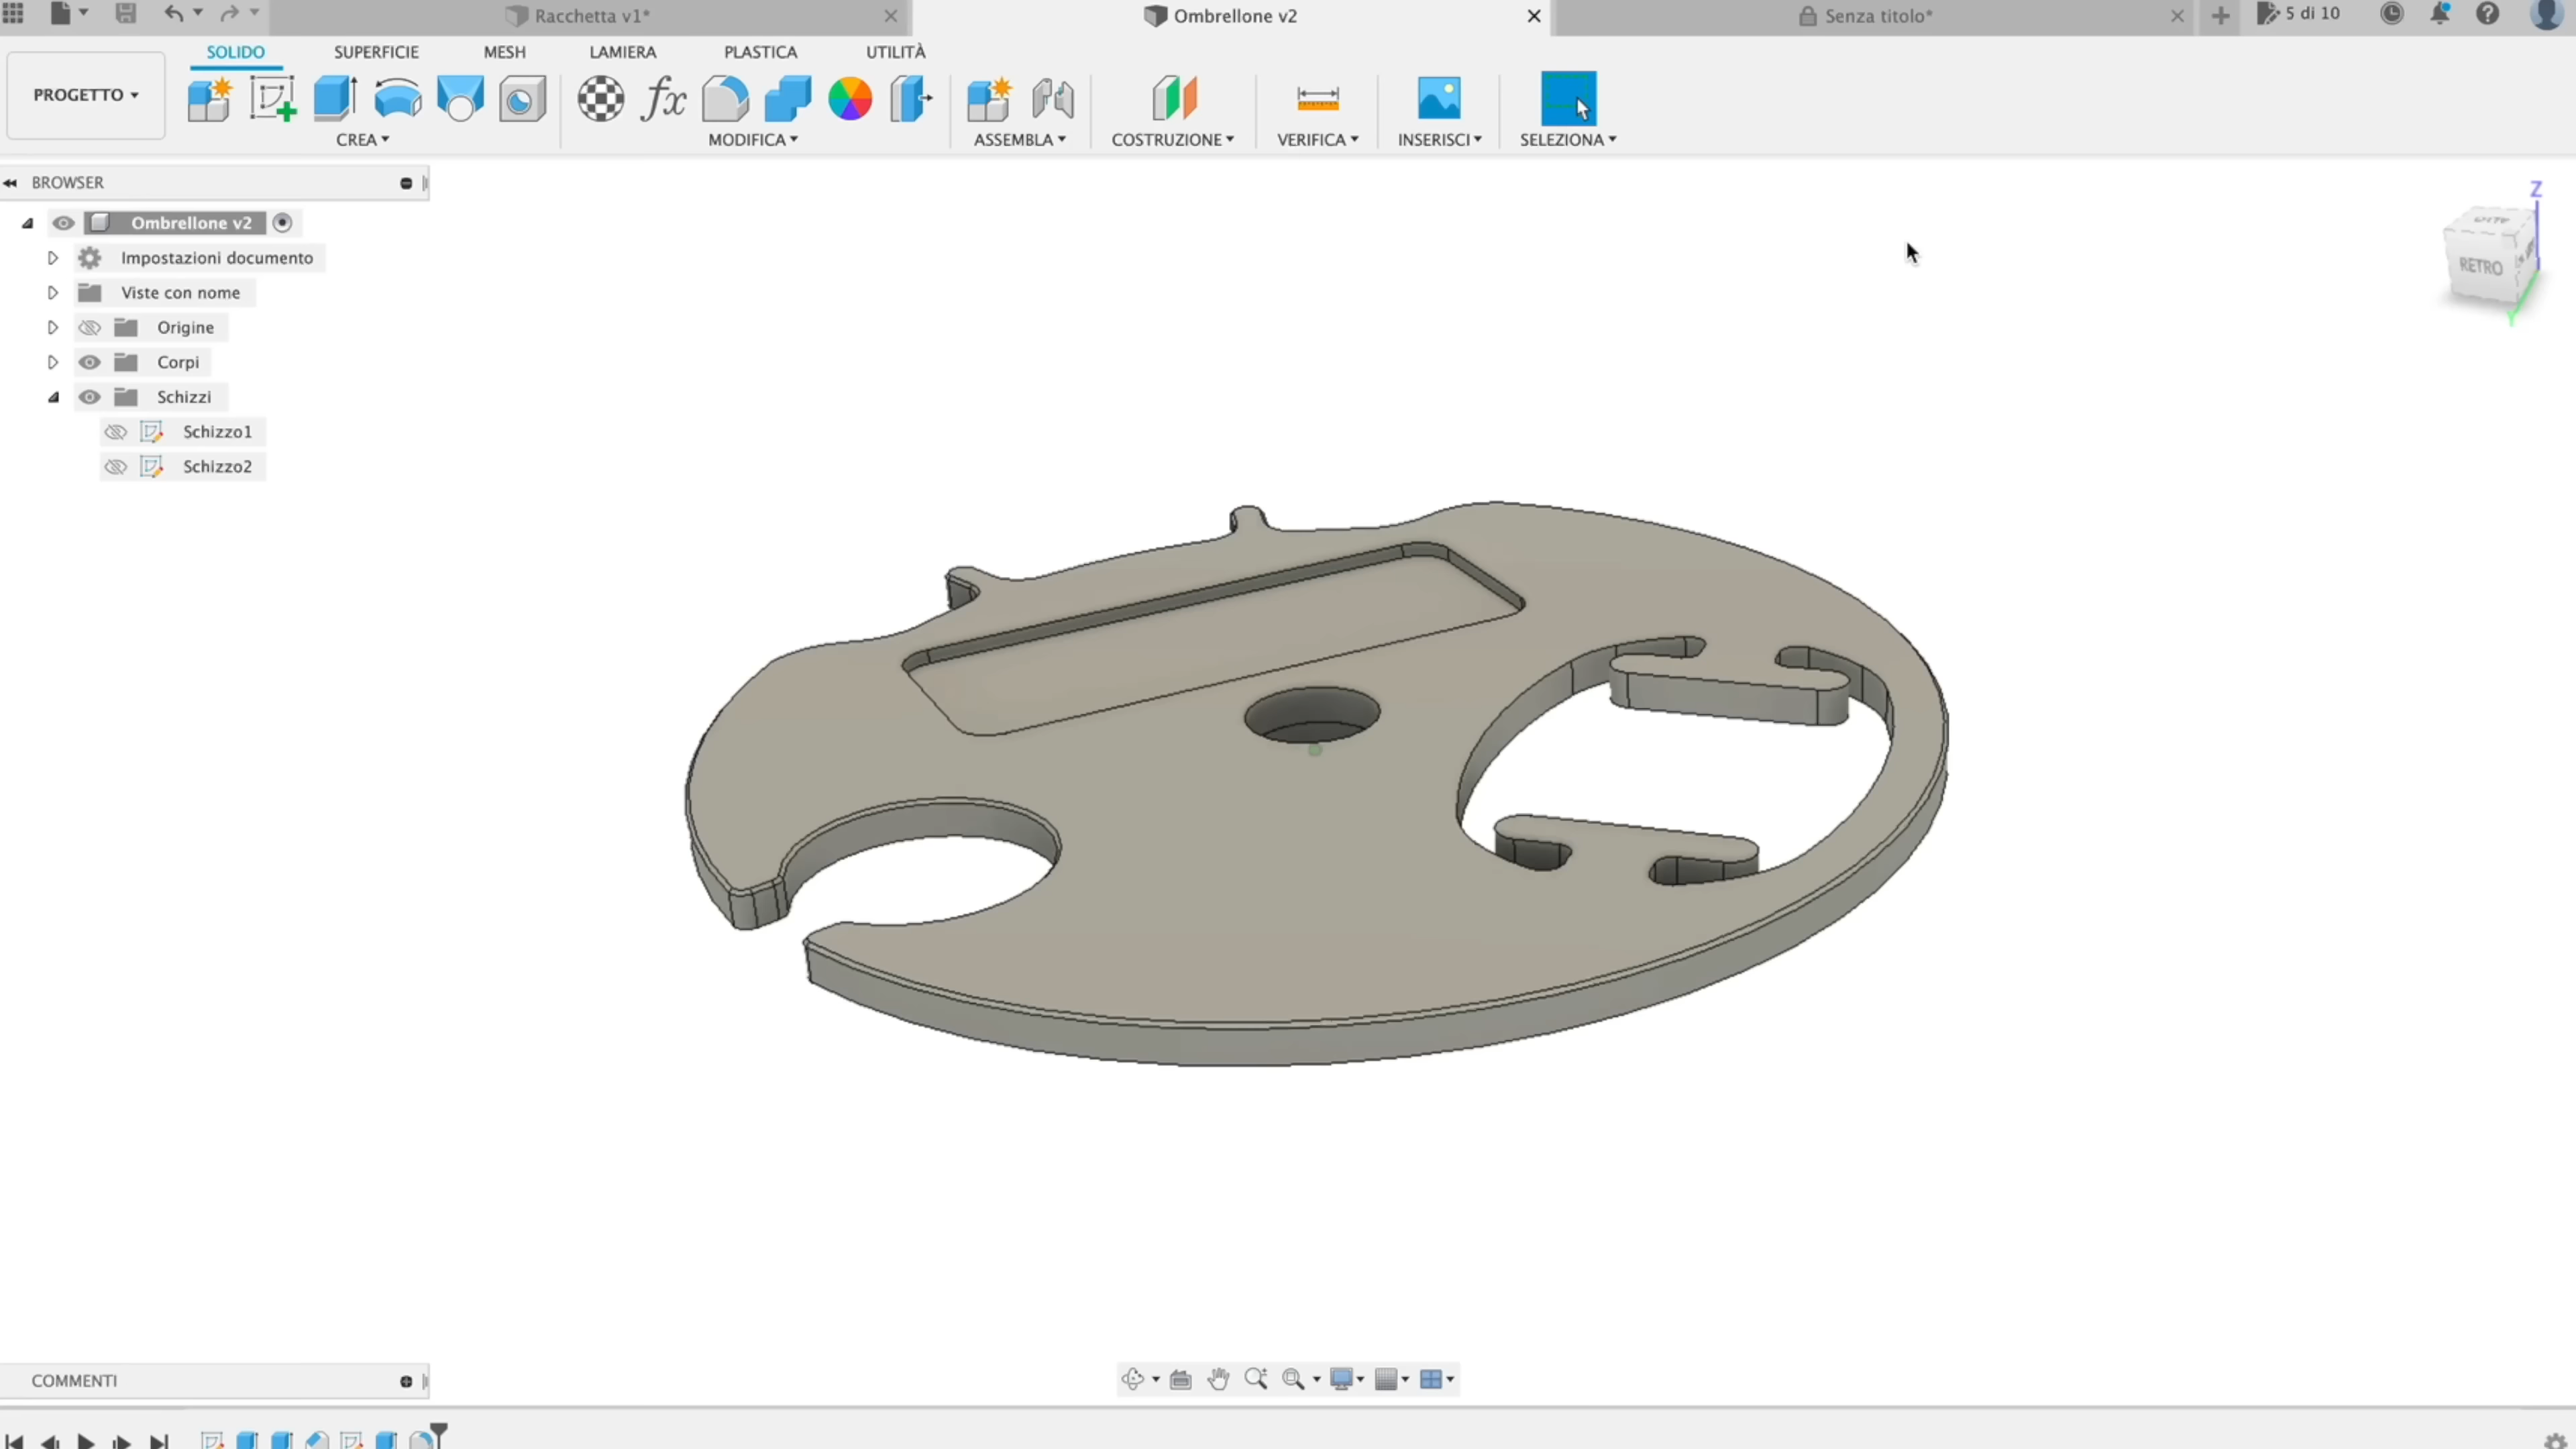 Racchetta v1*
Ombrellone v2
Senza titolo*
5 di 10
SOLIDO
SUPERFICIE
MESH
LAMIERA
PLASTICA
UTILITÀ
PROGETTO
fx
CREA
MODIFICA
ASSEMBLA
COSTRUZIONE
VERIFICA
INSERISCI
SELEZIONA
BROWSER
Ombrellone v2
Impostazioni documento
Viste con nome
Origine
Corpi
Schizzi
Schizzo1
Schizzo2
Z
RETRO
Y
COMMENTI